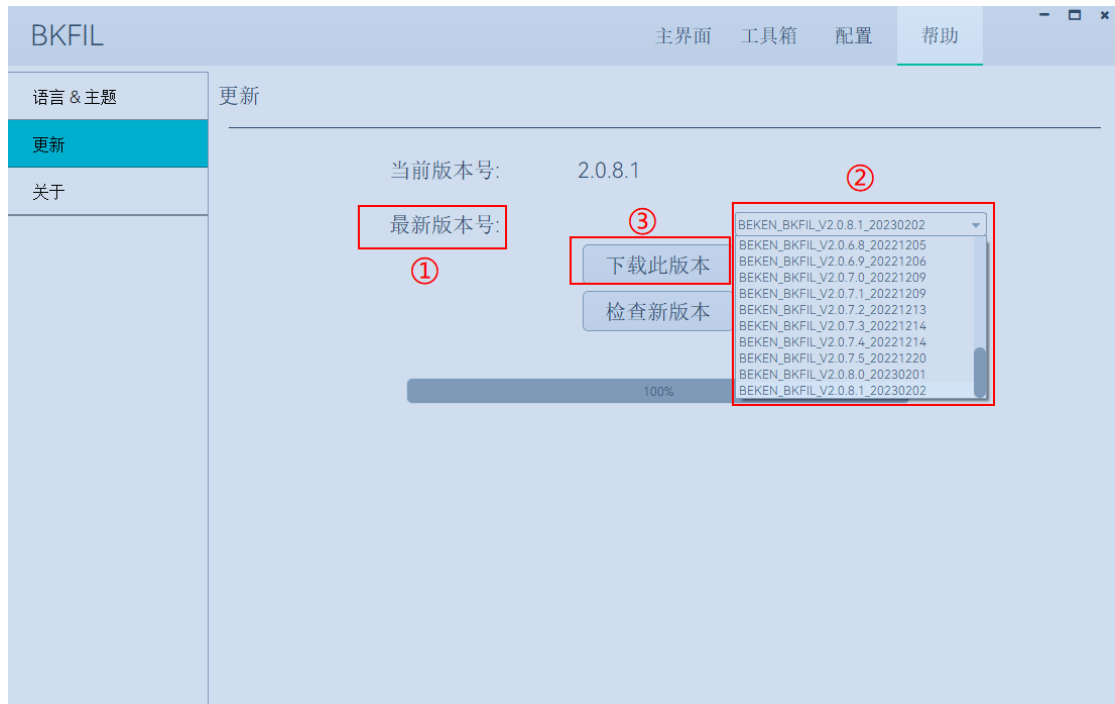 BKFIL
主界面 工具箱 配置 帮助
语言 & 主题
更新
关于
更新
当前版本号: 2.0.8.1
②
最新版本号:
③
BEKEN_BKFIL_V2.0.8.1_20230202
①
下载此版本
检查新版本
BEKEN_BKFIL_V2.0.6.8_20221205
BEKEN_BKFIL_V2.0.6.9_20221206
BEKEN_BKFIL_V2.0.7.0_20221209
BEKEN_BKFIL_V2.0.7.1_20221209
BEKEN_BKFIL_V2.0.7.2_20221213
BEKEN_BKFIL_V2.0.7.3_20221214
BEKEN_BKFIL_V2.0.7.4_20221214
BEKEN_BKFIL_V2.0.7.5_20221220
BEKEN_BKFIL_V2.0.8.0_20230201
BEKEN_BKFIL_V2.0.8.1_20230202
100%